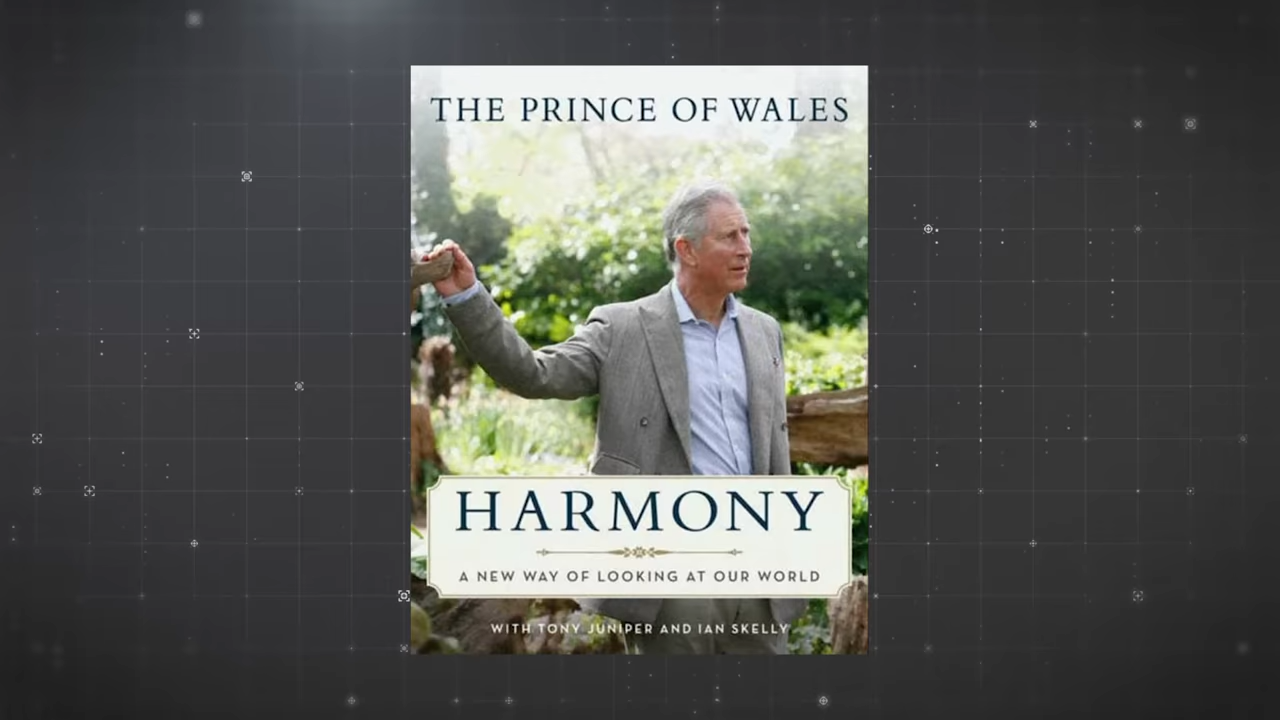 THE PRINCE OF WALES
HARMONY
A NEW WAY OF LOOKING AT OUR WORLD
WITH TONY JUNIPER AND IAN SKELLY